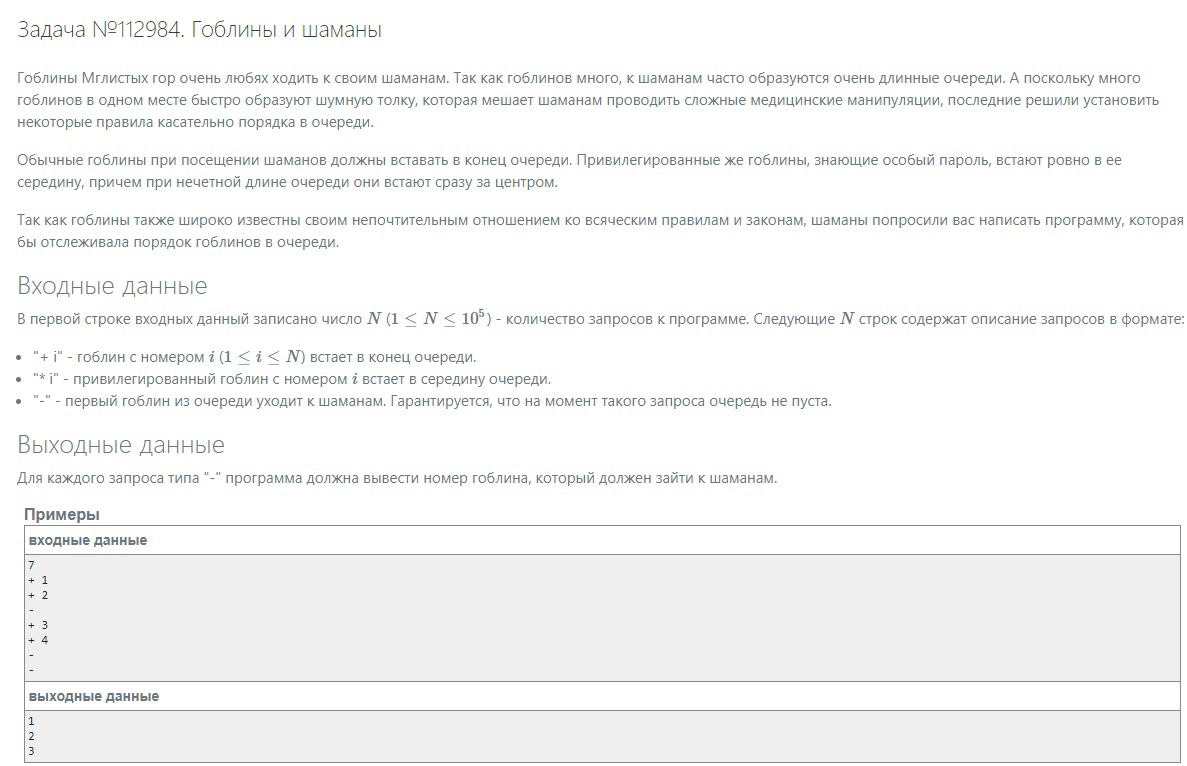 Задача №112984. Гоблины и шаманы
Гоблины Мглистых гор очень любях ходить к своим шаманам. Так как гоблинов много, к шаманам часто образуются очень длинные очереди. А поскольку много
гоблинов в одном месте быстро образуют шумную толку, которая мешает шаманам проводить сложные медицинские манипуляции, последние решили установить
некоторые правила касательно порядка в очереди.
Обычные гоблины при посещении шаманов должны вставать в конец очереди. Привилегированные же гоблины, знающие особый пароль, встают ровно в ее
середину, причем при нечетной длине очереди они встают сразу за центром.
Так как гоблины также широко известны своим непочтительным отношением ко всяческим правилам и законам, шаманы попросили вас написать программу, которая
бы отслеживала порядок гоблинов в очереди.
Входные данные
В первой строке входных данный записано число N (1 ≤ N ≤ 10⁵) - количество запросов к программе. Следующие N строк содержат описание запросов в формате:
• "+ i" - гоблин с номером i (1 ≤ i ≤ N) встает в конец очереди.
• "* i" - привилегированный гоблин с номером i встает в середину очереди.
• "-" - первый гоблин из очереди уходит к шаманам. Гарантируется, что на момент такого запроса очередь не пуста.
Выходные данные
Для каждого запроса типа "-" программа должна вывести номер гоблина, который должен зайти к шаманам.
Примеры
входные данные
7
+ 1
+ 2
-
+ 3
+ 4
-
-
выходные данные
1
2
3